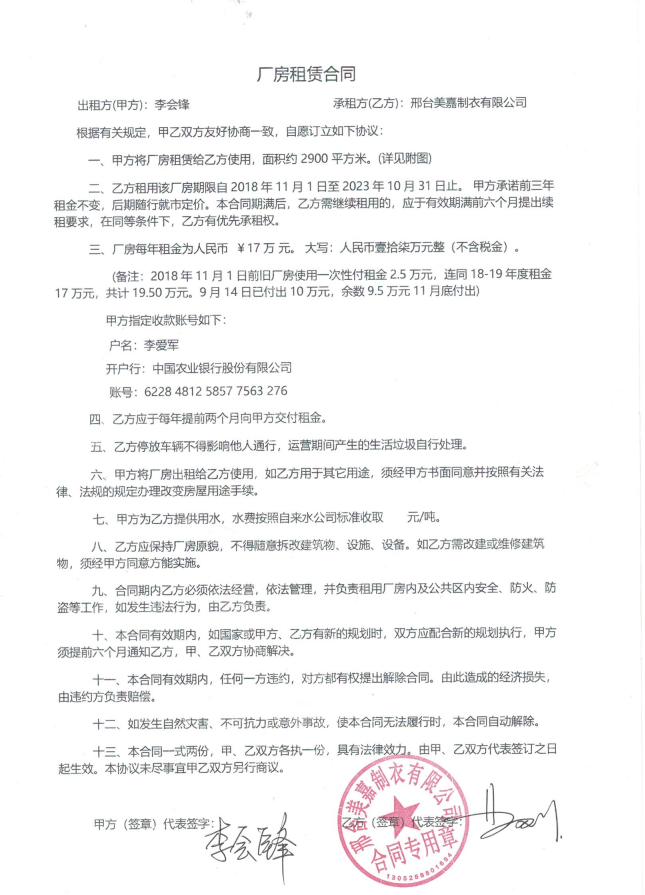 厂房租赁合同
出租方(甲方)：李会锋 承租方(乙方)：邢台美嘉制衣有限公司
根据有关规定，甲乙双方友好协商一致，自愿订立如下协议：
一、甲方将厂房租赁给乙方使用，面积约 2900 平方米。(详见附图)
二、乙方租用该厂房期限自 2018 年 11 月 1 日至 2023 年 10 月 31 日止。 甲方承诺前三年
租金不变，后期随行就市定价。本合同期满后，乙方需继续租用的，应于有效期满前六个月提出续
租要求，在同等条件下，乙方有优先承租权。
三、厂房每年租金为人民币 ￥17 万 元。 大写：人民币壹拾柒万元整（不含税金）。
(备注：2018 年 11 月 1 日前旧厂房使用一次性付租金 2.5 万元，连同 18-19 年度租金
17 万元，共计 19.50 万元。9 月 14 日已付出 10 万元，余数 9.5 万元 11 月底付出)
甲方指定收款账号如下：
户名：李爱军
开户行：中国农业银行股份有限公司
账号：6228 4812 5857 7563 276
四、乙方应于每年提前两个月向甲方交付租金。
五、乙方停放车辆不得影响他人通行，运营期间产生的生活垃圾自行处理。
六、甲方将厂房出租给乙方使用，如乙方用于其它用途，须经甲方书面同意并按照有关法
律、法规的规定办理改变房屋用途手续。
七、甲方为乙方提供用水，水费按照自来水公司标准收取 元/吨。
八、乙方应保持厂房原貌，不得随意拆改建筑物、设施、设备。如乙方需改建或维修建筑
物，须经甲方同意方能实施。
九、合同期内乙方必须依法经营，依法管理，并负责租用厂房内及公共区内安全、防火、防
盗等工作，如发生违法行为，由乙方负责。
十、本合同有效期内，如国家或甲方、乙方有新的规划时，双方应配合新的规划执行，甲方
须提前六个月通知乙方，甲、乙双方协商解决。
十一、本合同有效期内，任何一方违约，对方都有权提出解除合同。由此造成的经济损失，
由违约方负责赔偿。
十二、如发生自然灾害、不可抗力或意外事故，使本合同无法履行时，本合同自动解除。
十三、本合同一式两份，甲、乙双方各执一份，具有法律效力。由甲、乙双方代表签订之日
起生效。本协议未尽事宜甲乙双方另行商议。
甲方（签章）代表签字： 李会锋 乙方（签章）代表签字：
邢台美嘉制衣有限公司
合同专用章